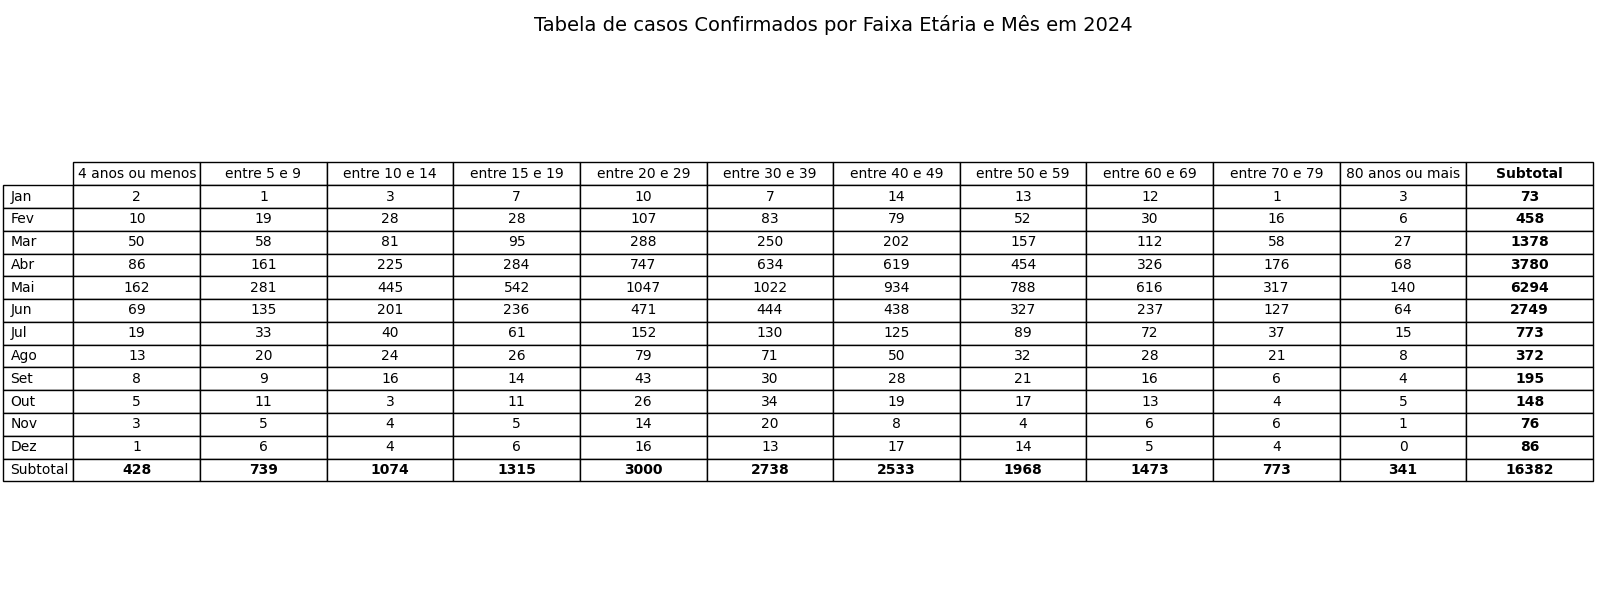 Tabela de casos Confirmados por Faixa Etária e Mês em 2024
4 anos ou menos entre 5 e 9 entre 10 e 14 entre 15 e 19 entre 20 e 29 entre 30 e 39 entre 40 e 49 entre 50 e 59 entre 60 e 69 entre 70 e 79 80 anos ou mais Subtotal
Jan 2 1 3 7 10 7 14 13 12 1 3 73
Fev 10 19 28 28 107 83 79 52 30 16 6 458
Mar 50 58 81 95 288 250 202 157 112 58 27 1378
Abr 86 161 225 284 747 634 619 454 326 176 68 3780
Mai 162 281 445 542 1047 1022 934 788 616 317 140 6294
Jun 69 135 201 236 471 444 438 327 237 127 64 2749
Jul 19 33 40 61 152 130 125 89 72 37 15 773
Ago 13 20 24 26 79 71 50 32 28 21 8 372
Set 8 9 16 14 43 30 28 21 16 6 4 195
Out 5 11 3 11 26 34 19 17 13 4 5 148
Nov 3 5 4 5 14 20 8 4 6 6 1 76
Dez 1 6 4 6 16 13 17 14 5 4 0 86
Subtotal 428 739 1074 1315 3000 2738 2533 1968 1473 773 341 16382